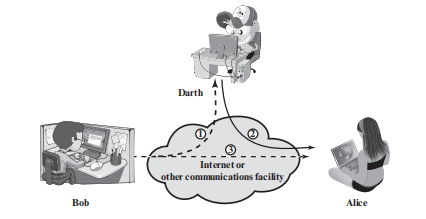 Darth
1
2
3
Internet or
other communications facility
Bob
Alice